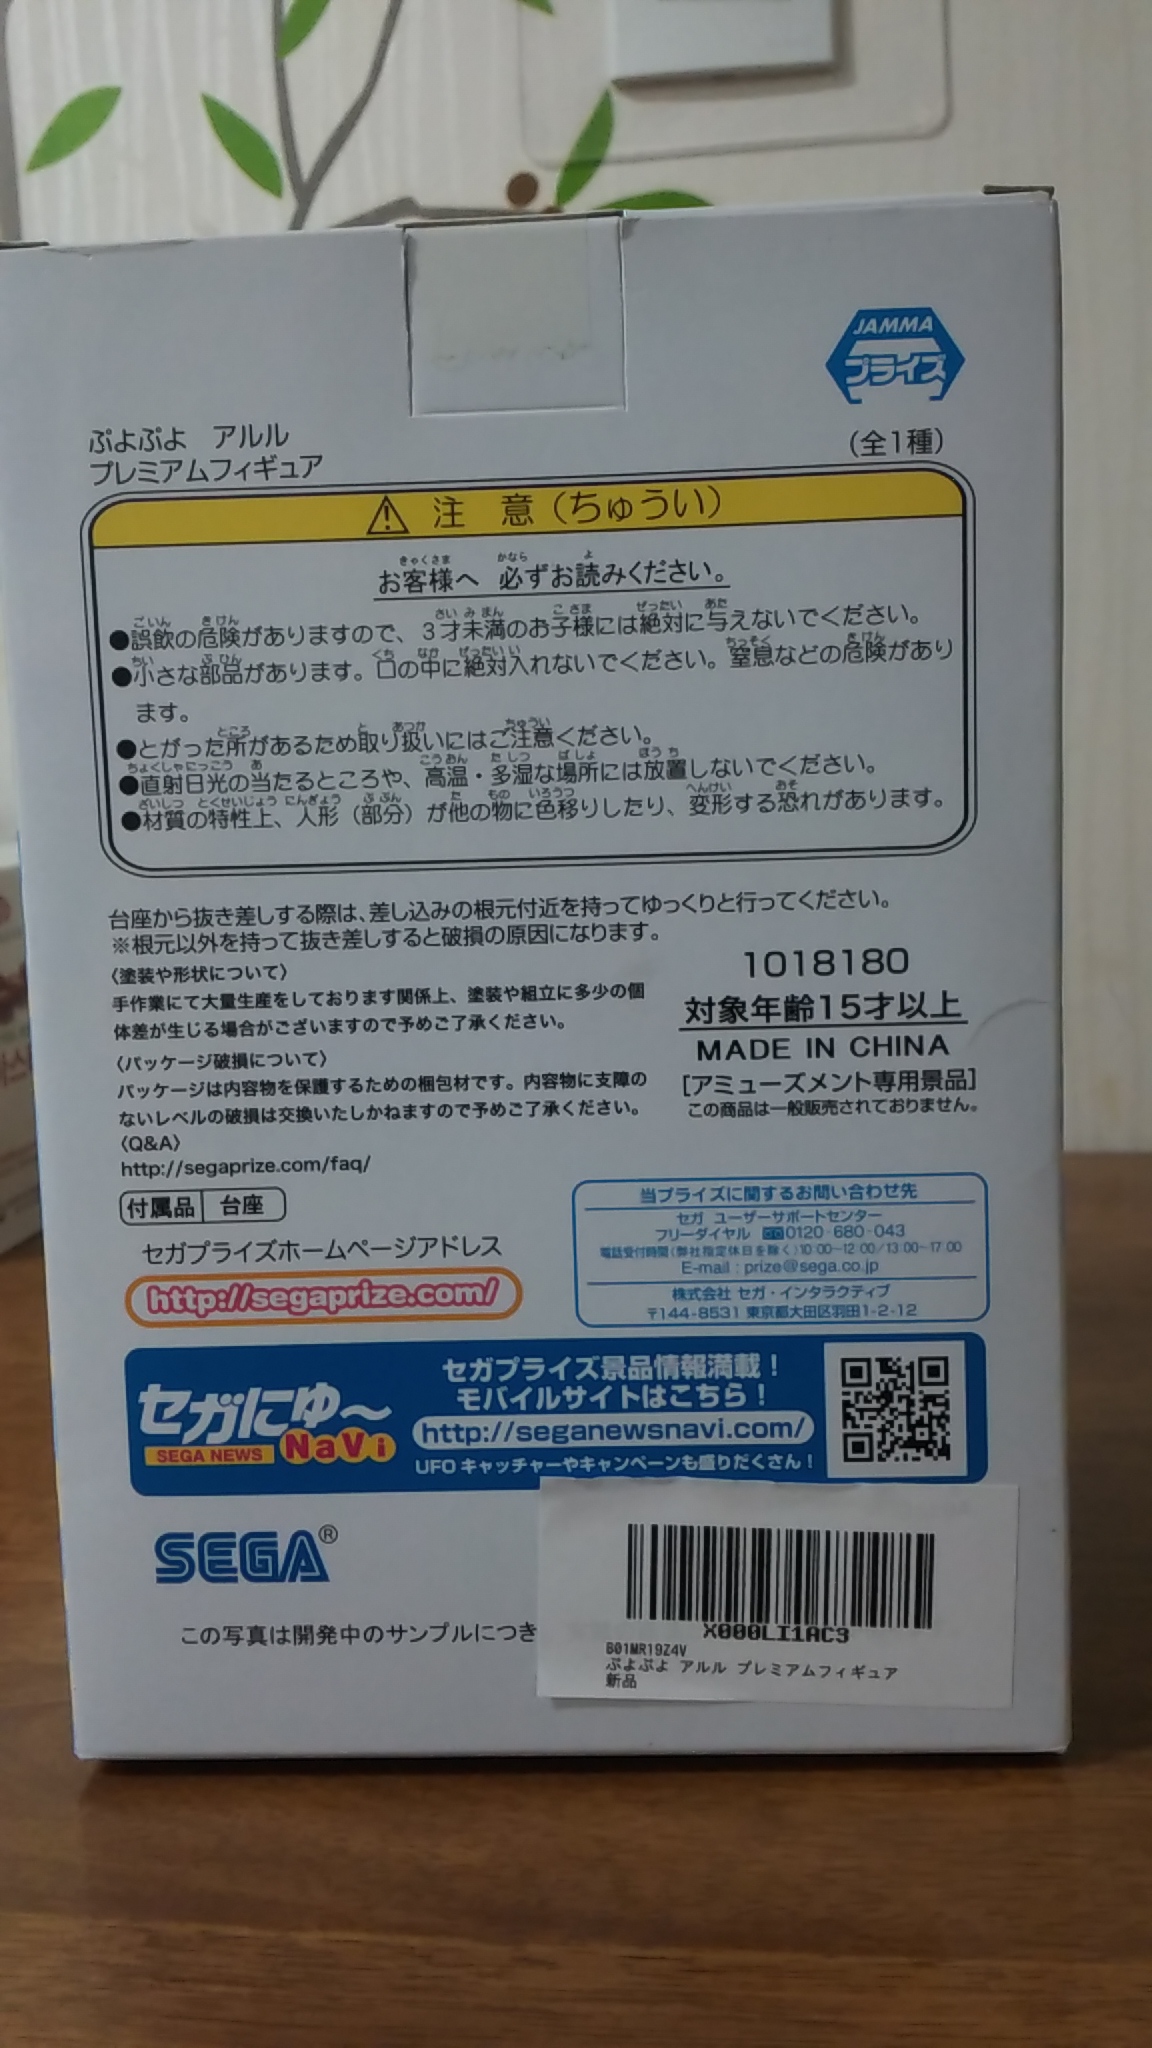 JAMMA
プライズ
ぷよぷよ アルル
プレミアムフィギュア
(全1種)
⚠ 注 意(ちゅうい)
お客様へ 必ずお読みください。
●誤飲の危険がありますので、3才未満のお子様には絶対に与えないでください。
●小さな部品があります。口の中に絶対入れないでください。窒息などの危険があり
ます。
●とがった所があるため取り扱いにはご注意ください。
●直射日光の当たるところや、高温・多湿な場所には放置しないでください。
●材質の特性上、人形(部分)が他の物に色移りしたり、変形する恐れがあります。
台座から抜き差しする際は、差し込みの根元付近を持ってゆっくりと行ってください。
※根元以外を持って抜き差しすると破損の原因になります。
〈塗装や形状について〉
手作業にて大量生産をしております関係上、塗装や組立に多少の個
体差が生じる場合がございますので予めご了承ください。
〈パッケージ破損について〉
パッケージは内容物を保護するための梱包材です。内容物に支障の
ないレベルの破損は交換いたしかねますので予めご了承ください。
〈Q&A〉
http://segaprize.com/faq/
1018180
対象年齢15才以上
MADE IN CHINA
[アミューズメント専用景品]
この商品は一般販売されておりません。
付属品 台座
セガプライズホームページアドレス
http://segaprize.com/
当プライズに関するお問い合わせ先
セガ ユーザーサポートセンター
フリーダイヤル 0120-680-043
電話受付時間(弊社指定休日を除く)10:00~12:00/13:00~17:00
E-mail : prize@sega.co.jp
株式会社 セガ・インタラクティブ
〒144-8531 東京都大田区羽田1-2-12
セガにゅ~
SEGA NEWS NaVi
セガプライズ景品情報満載!
モバイルサイトはこちら!
http://seganewsnavi.com/
UFOキャッチャーやキャンペーンも盛りだくさん!
SEGA®
この写真は開発中のサンプルにつき
X000LI1AC3
B01MR19Z4V
ぷよぷよ アルル プレミアムフィギュア
新品